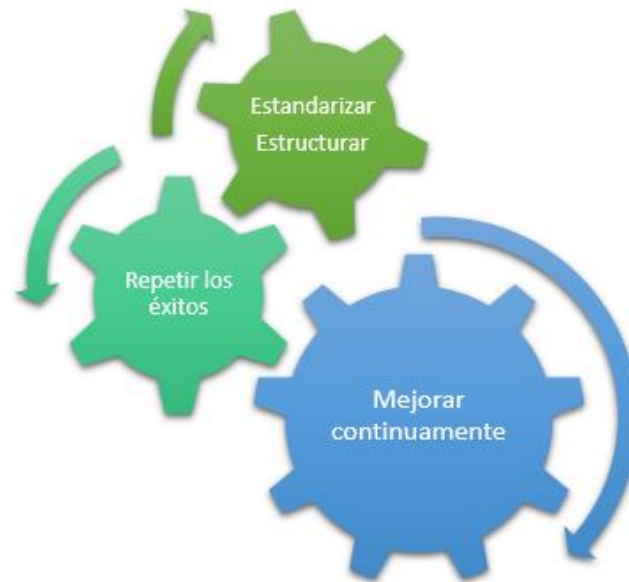 Estandarizar
Estructurar
Repetir los
éxitos
Mejorar
continuamente